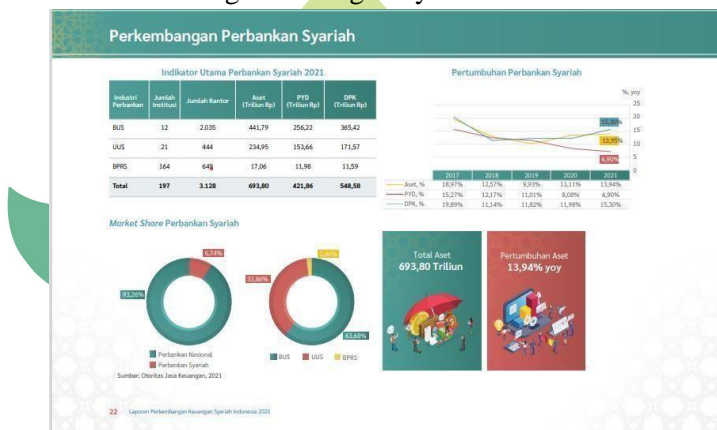 Perkembangan Perbankan Syariah
Indikator Utama Perbankan Syariah 2021
Industri Perbankan Jumlah Institusi Jumlah Kantor Aset (Triliun Rp) PYD (Triliun Rp) DPK (Triliun Rp)
BUS 12 2.035 441,79 256,22 365,42
UUS 21 444 234,95 153,66 171,57
BPRS 164 649 17,06 11,98 11,59
Total 197 3.128 693,80 421,86 548,58
Pertumbuhan Perbankan Syariah
%, yoy
25
20
15,30%
15
13,95%
10
5
6,90%
0
2017 2018 2019 2020 2021
Aset, % 18,97% 12,57% 9,93% 13,11% 13,94%
PYD, % 15,27% 12,17% 11,01% 8,08% 6,90%
DPK, % 19,89% 11,14% 11,82% 11,98% 15,30%
Market Share Perbankan Syariah
6,74%
93,26%
Perbankan Nasional
Perbankan Syariah
33,86%
63,68%
BUS UUS BPRS
Sumber: Otoritas Jasa Keuangan, 2021
Total Aset
693,80 Triliun
Pertumbuhan Aset
13,94% yoy
22 Laporan Perkembangan Keuangan Syariah Indonesia 2021